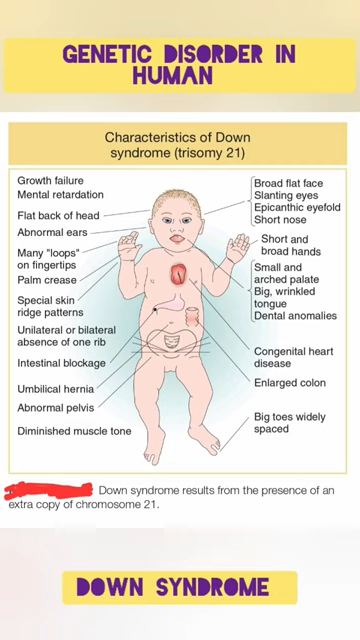 GENETIC DISORDER IN
HUMAN
Characteristics of Down
syndrome (trisomy 21)
Growth failure
Mental retardation
Flat back of head
Abnormal ears
Many "loops"
on fingertips
Palm crease
Special skin
ridge patterns
Unilateral or bilateral
absence of one rib
Intestinal blockage
Umbilical hernia
Abnormal pelvis
Diminished muscle tone
Broad flat face
Slanting eyes
Epicanthic eyefold
Short nose
Short and
broad hands
Small and
arched palate
Big, wrinkled
tongue
Dental anomalies
Congenital heart
disease
Enlarged colon
Big toes widely
spaced
Down syndrome results from the presence of an
extra copy of chromosome 21.
DOWN SYNDROME